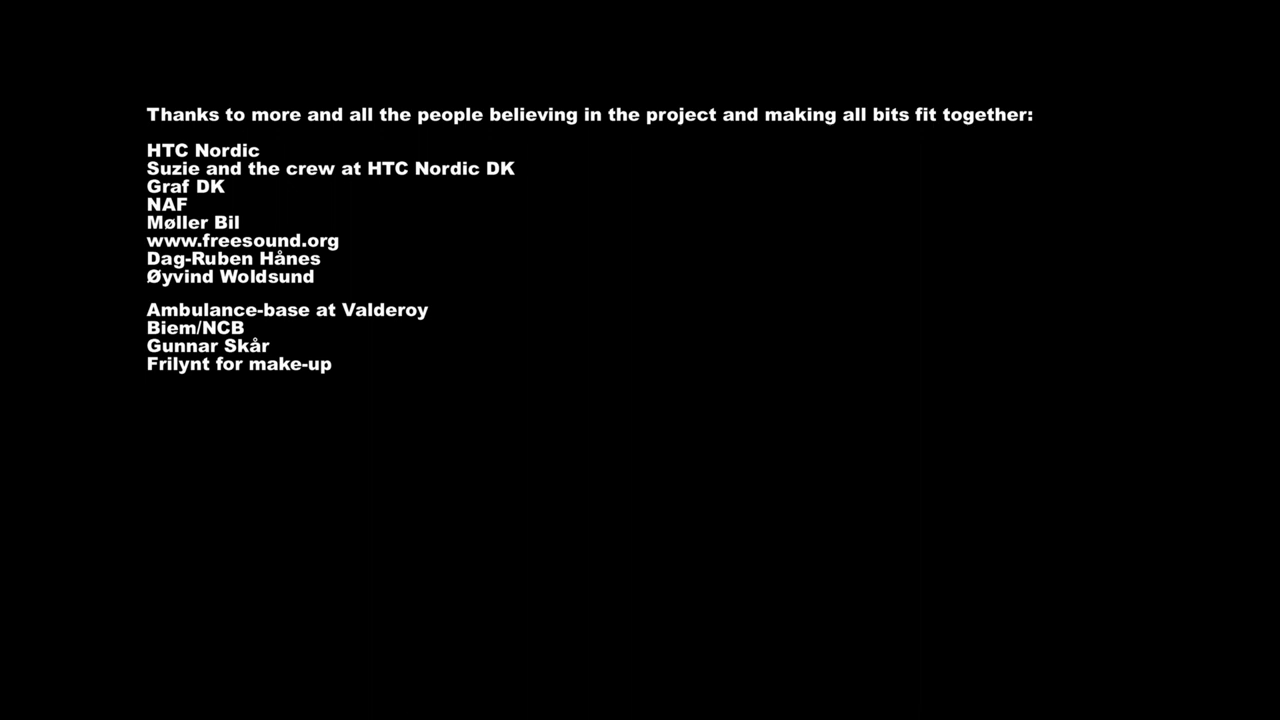 Thanks to more and all the people believing in the project and making all bits fit together:
HTC Nordic
Suzie and the crew at HTC Nordic DK
Graf DK
NAF
Møller Bil
www.freesound.org
Dag-Ruben Hånes
Øyvind Woldsund
Ambulance-base at Valderoy
Biem/NCB
Gunnar Skår
Frilynt for make-up